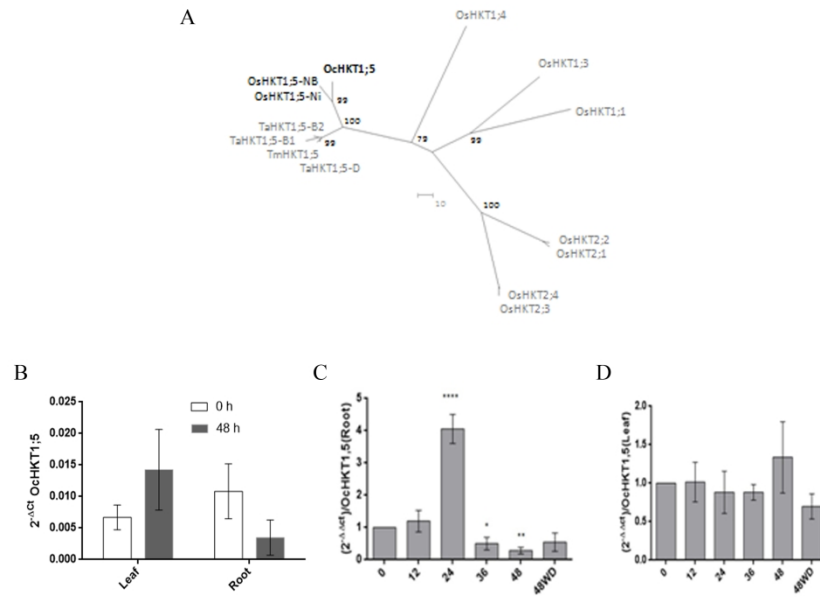 A
OsHKT1;4
OcHKT1;5
OsHKT1;5-NB
OsHKT1;5-Ni
99
100
TaHKT1;5-B2
TaHKT1;5-B1
99
TmHKT1;5
TaHKT1;5-D
79
OsHKT1;3
OsHKT1;1
99
10
100
OsHKT2;2
OsHKT2;1
OsHKT2;4
OsHKT2;3
B
2^-ΔCt OcHKT1;5
0.025
0.020
0.015
0.010
0.005
0.000
0 h
48 h
Leaf
Root
C
(2^-ΔΔct)/OcHKT1,5(Root)
5
4
3
2
1
0
****
*
**
0
12
24
36
48
48WD
D
(2^-ΔΔct)/OcHKT1,5(Leaf)
2.0
1.5
1.0
0.5
0.0
0
12
24
36
48
48WD